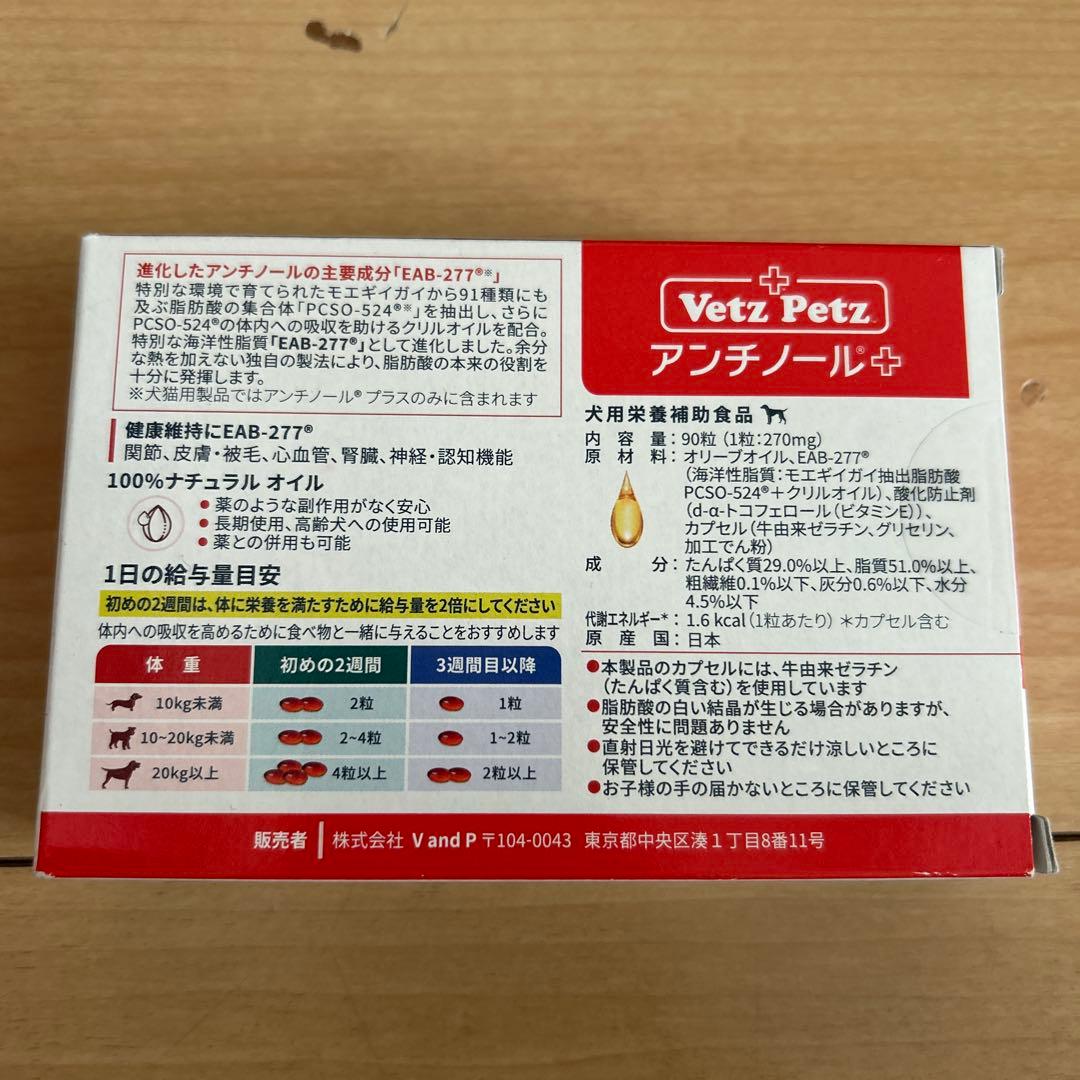 進化したアンチノールの主要成分「EAB-277®※」
特別な環境で育てられたモエギイガイから91種類にも
及ぶ脂肪酸の集合体「PCSO-524®※」を抽出し、さらに
PCSO-524®の体内への吸収を助けるクリルオイルを配合。
特別な海洋性脂質「EAB-277®」として進化しました。余分
な熱を加えない独自の製法により、脂肪酸の本来の役割を
十分に発揮します。
※犬猫用製品ではアンチノール® プラスのみに含まれます
健康維持にEAB-277®
関節、皮膚・被毛、心血管、腎臓、神経・認知機能
100%ナチュラル オイル
●薬のような副作用がなく安心
●長期使用、高齢犬への使用可能
●薬との併用も可能
1日の給与量目安
初めの2週間は、体に栄養を満たすために給与量を2倍にしてください
体内への吸収を高めるために食べ物と一緒に与えることをおすすめします
体 重 初めの2週間 3週間目以降
10kg未満 2粒 1粒
10~20kg未満 2~4粒 1~2粒
20kg以上 4粒以上 2粒以上
Vetz Petz
アンチノール®+
犬用栄養補助食品
内容量：90粒（1粒:270mg）
原材料：オリーブオイル、EAB-277®
（海洋性脂質：モエギイガイ抽出脂肪酸
PCSO-524®＋クリルオイル）、酸化防止剤
（d-α-トコフェロール（ビタミンE））、
カプセル（牛由来ゼラチン、グリセリン、
加工でん粉）
成分：たんぱく質29.0%以上、脂質51.0%以上、
粗繊維0.1%以下、灰分0.6%以下、水分
4.5%以下
代謝エネルギー*：1.6 kcal（1粒あたり）＊カプセル含む
原産国：日本
●本製品のカプセルには、牛由来ゼラチン
（たんぱく質含む）を使用しています
●脂肪酸の白い結晶が生じる場合がありますが、
安全性に問題ありません
●直射日光を避けてできるだけ涼しいところに
保管してください
●お子様の手の届かないところに保管してください
販売者 株式会社 V and P 〒104-0043 東京都中央区湊1丁目8番11号